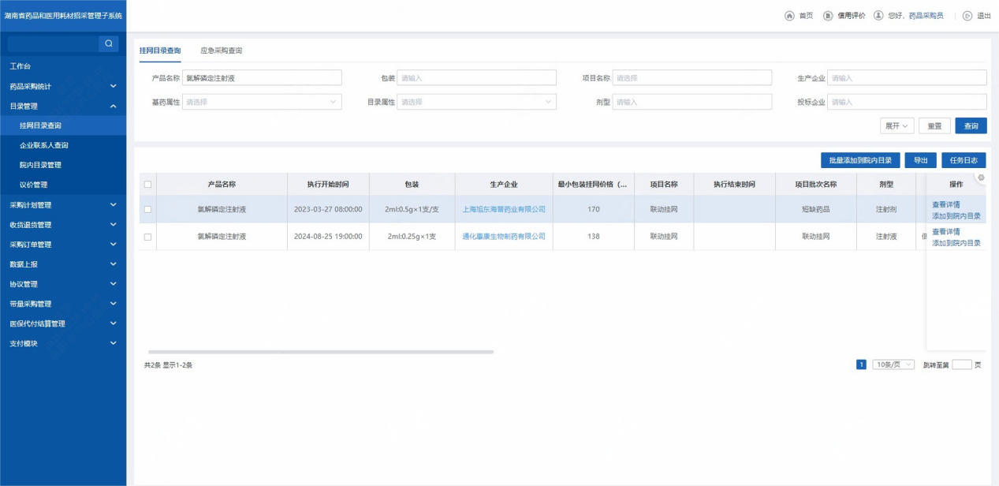 湖南省药品和医用耗材招采管理子系统
首页 信用评价 您好，药品采购员 退出
工作台
药品采购统计
目录管理
挂网目录查询
企业联系人查询
院内目录管理
议价管理
采购计划管理
收货退货管理
采购订单管理
数据上报
协议管理
带量采购管理
医保代付结算管理
支付模块
挂网目录查询 应急采购查询
产品名称 氯解磷定注射液 包装 请输入 项目名称 请选择 生产企业 请输入
基药属性 请选择 目录属性 请选择 剂型 请输入 投标企业 请输入
展开 重置 查询
批量添加到院内目录 导出 任务日志
产品名称 执行开始时间 包装 生产企业 最小包装挂网价格（... 项目名称 执行结束时间 项目批次名称 剂型 操作
氯解磷定注射液 2023-03-27 08:00:00 2ml:0.5g×1支/支 上海旭东海普药业有限公司 170 联动挂网 短缺药品 注射剂 查看详情
添加到院内目录
氯解磷定注射液 2024-08-25 19:00:00 2ml:0.25g×1支 通化惠康生物制药有限公司 138 联动挂网 联动挂网 注射液 查看详情
添加到院内目录
共2条 显示1-2条 1 10条/页 跳转至第 页